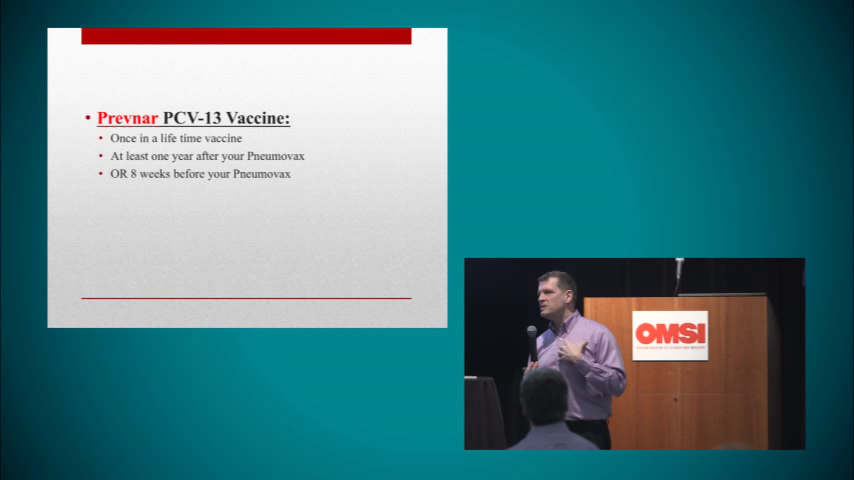 Prevnar PCV-13 Vaccine:
Once in a life time vaccine
At least one year after your Pneumovax
OR 8 weeks before your Pneumovax
OMSI